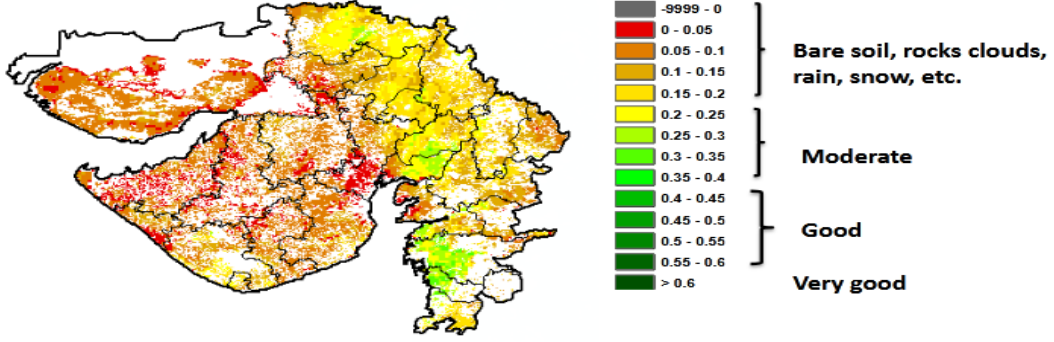 -9999 - 0
0 - 0.05
0.05 - 0.1
0.1 - 0.15
0.15 - 0.2
0.2 - 0.25
0.25 - 0.3
0.3 - 0.35
0.35 - 0.4
0.4 - 0.45
0.45 - 0.5
0.5 - 0.55
0.55 - 0.6
> 0.6
Bare soil, rocks clouds,
rain, snow, etc.
Moderate
Good
Very good